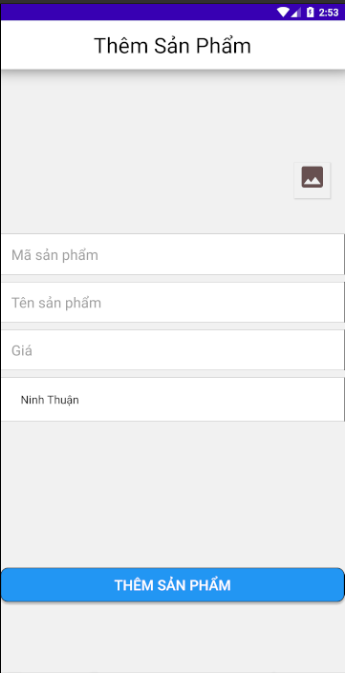 2:53
Thêm Sản Phẩm
Mã sản phẩm
Tên sản phẩm
Giá
Ninh Thuận
THÊM SẢN PHẨM